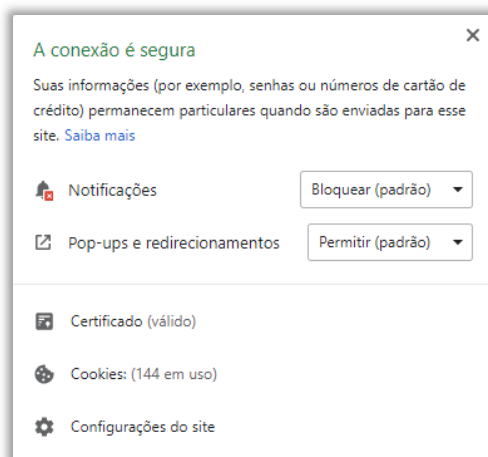 A conexão é segura
Suas informações (por exemplo, senhas ou números de cartão de
crédito) permanecem particulares quando são enviadas para esse
site. Saiba mais
Notificações Bloquear (padrão)
Pop-ups e redirecionamentos Permitir (padrão)
Certificado (válido)
Cookies: (144 em uso)
Configurações do site